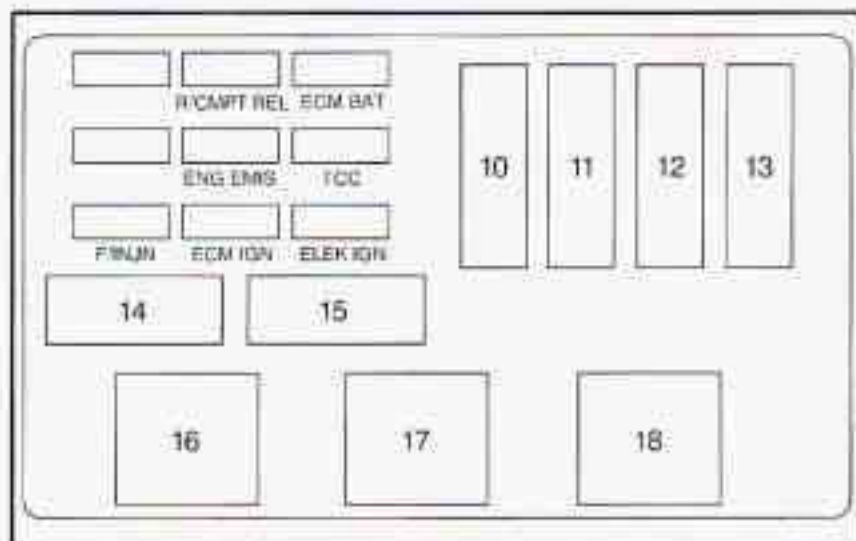 R/CMPT REL ECM BAT
ENG EMIS TCC
F/INJN ECM IGN ELEK IGN
10 11 12 13
14 15
16 17 18